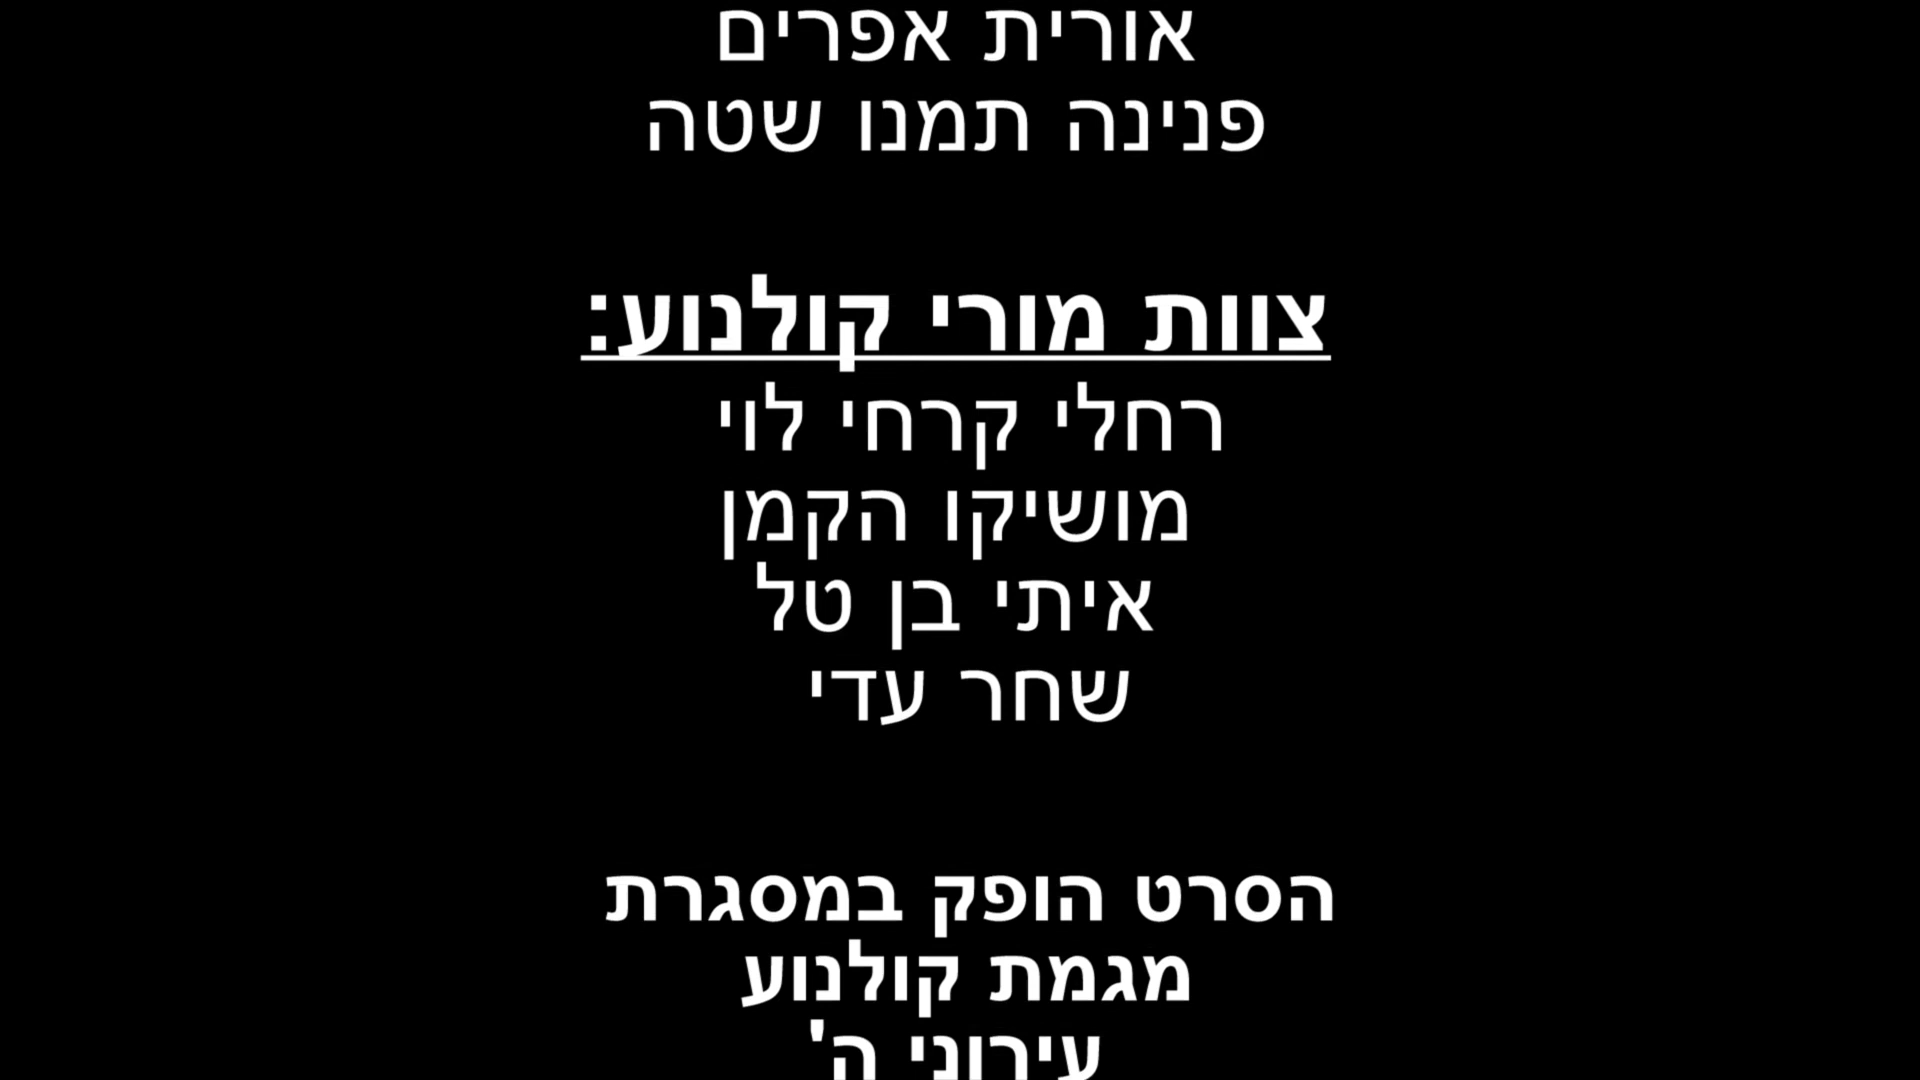 אורית אפרים
פנינה תמנו שטה
צוות מורי קולנוע:
רחלי קרחי לוי
מושיקו הקמן
איתי בן טל
שחר עדי
הסרט הופק במסגרת
מגמת קולנוע
עירוני ה'